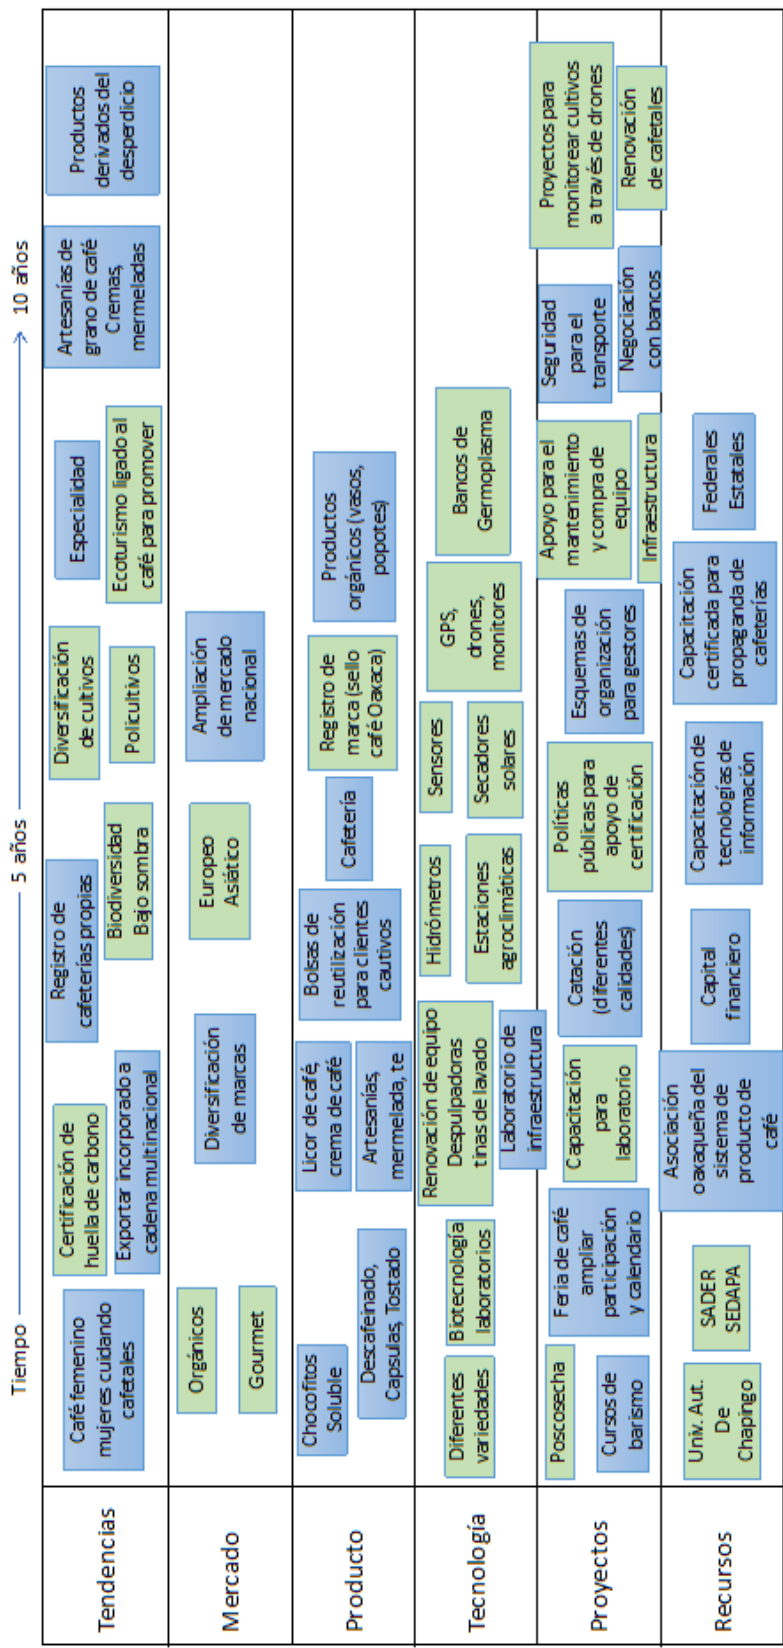 Tiempo
5 años
10 años
Tendencias
Café femenino
mujeres cuidando
cafetales
Certificación de
huella de carbono
Exportar incorporado a
cadena multinacional
Registro de
cafeterías propias
Biodiversidad
Bajo sombra
Diversificación
de cultivos
Policultivos
Especialidad
Ecoturismo ligado al
café para promover
Artesanías de
grano de café
Cremas,
mermeladas
Productos
derivados del
desperdicio
Mercado
Orgánicos
Gourmet
Diversificación
de marcas
Europeo
Asiático
Ampliación
de mercado
nacional
Producto
Chocofitos
Soluble
Descafeinado,
Capsulas, Tostado
Licor de café,
crema de café
Artesanías,
mermelada, te
Bolsas de
reutilización
para clientes
cautivos
Cafetería
Registro de
marca (sello
café Oaxaca)
Productos
orgánicos (vasos,
popotes)
Tecnología
Diferentes
variedades
Biotecnología
laboratorios
Renovación de equipo
Despulpadoras
tinas de lavado
Laboratorio de
infraestructura
Hidrómetros
Estaciones
agroclimáticas
Sensores
Secadores
solares
GPS,
drones,
monitores
Bancos de
Germoplasma
Proyectos
Poscosecha
Cursos de
barismo
Feria de café
ampliar
participación
y calendario
Capacitación
para
laboratorio
Catación
(diferentes
calidades)
Políticas
públicas para
apoyo de
certificación
Esquemas de
organización
para gestores
Apoyo para el
mantenimiento
y compra de
equipo
Infraestructura
Seguridad
para el
transporte
Negociación
con bancos
Proyectos para
monitorear cultivos
a través de drones
Renovación
de cafetales
Recursos
Univ. Aut.
De
Chapingo
SADER
SEDAPA
Asociación
oaxaqueña del
sistema de
producto de
café
Capital
financiero
Capacitación de
tecnologías de
información
Capacitación
certificada para
propaganda de
cafeterías
Federales
Estatales